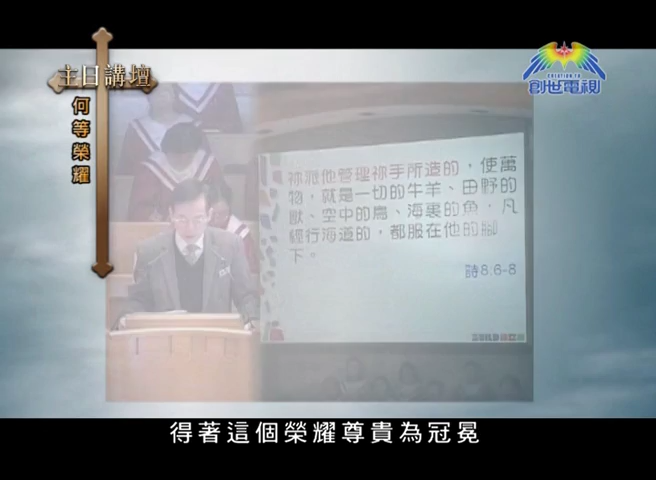 主日講壇
何等榮耀
CREATION TV
創世電視
祢派他管理祢手所造的，使萬
物，就是一切的牛羊、田野的
獸、空中的鳥、海裏的魚，凡
經行海道的，都服在他的腳
下。
詩8:6-8
得著這個榮耀尊貴為冠冕